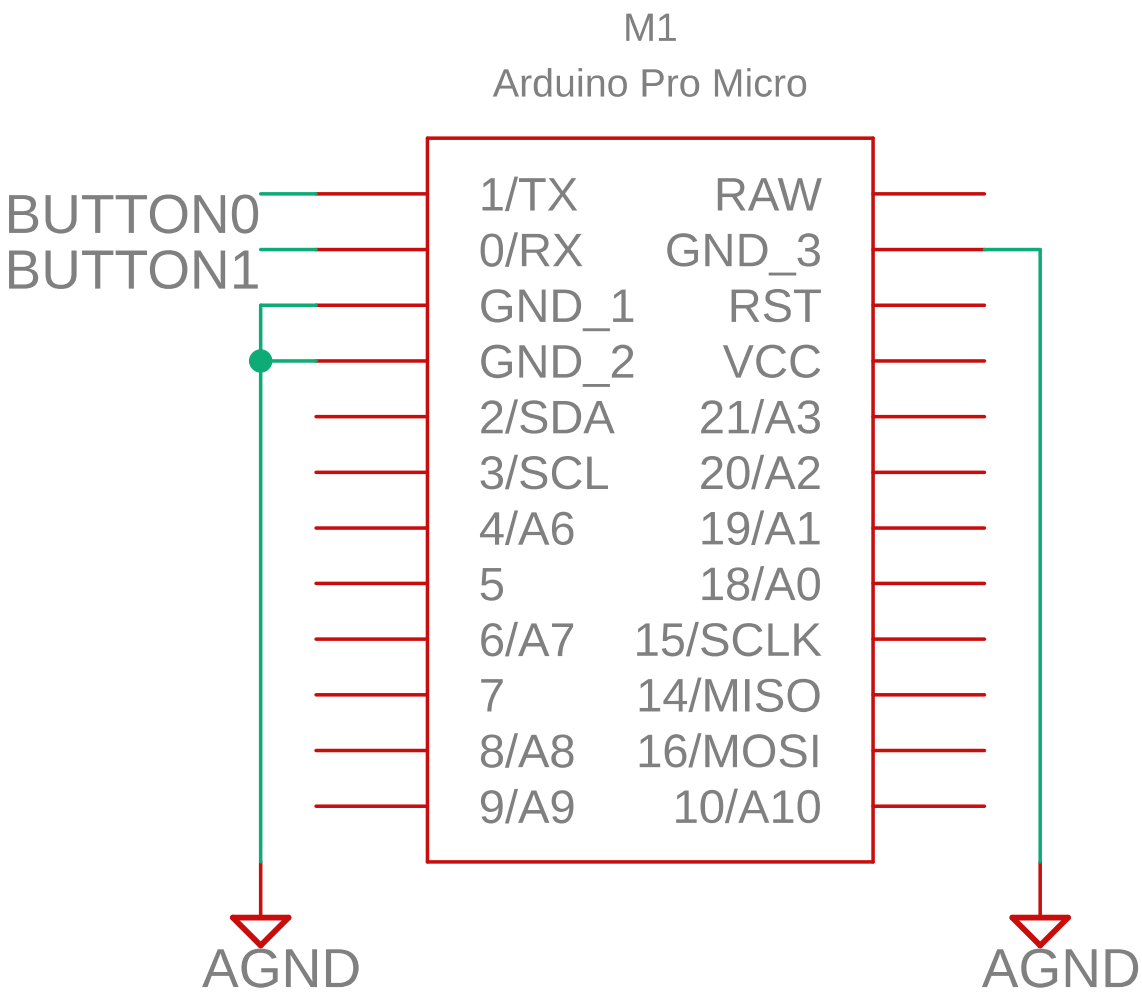 M1
Arduino Pro Micro
BUTTON0
BUTTON1
1/TX RAW
0/RX GND_3
GND_1 RST
GND_2 VCC
2/SDA 21/A3
3/SCL 20/A2
4/A6 19/A1
5 18/A0
6/A7 15/SCLK
7 14/MISO
8/A8 16/MOSI
9/A9 10/A10
AGND AGND